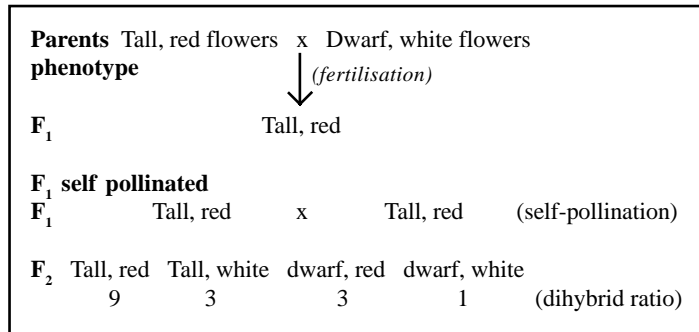 Parents Tall, red flowers x Dwarf, white flowers
phenotype (fertilisation)
F₁ Tall, red
F₁ self pollinated
F₁ Tall, red x Tall, red (self-pollination)
F₂ Tall, red Tall, white dwarf, red dwarf, white
9 3 3 1 (dihybrid ratio)